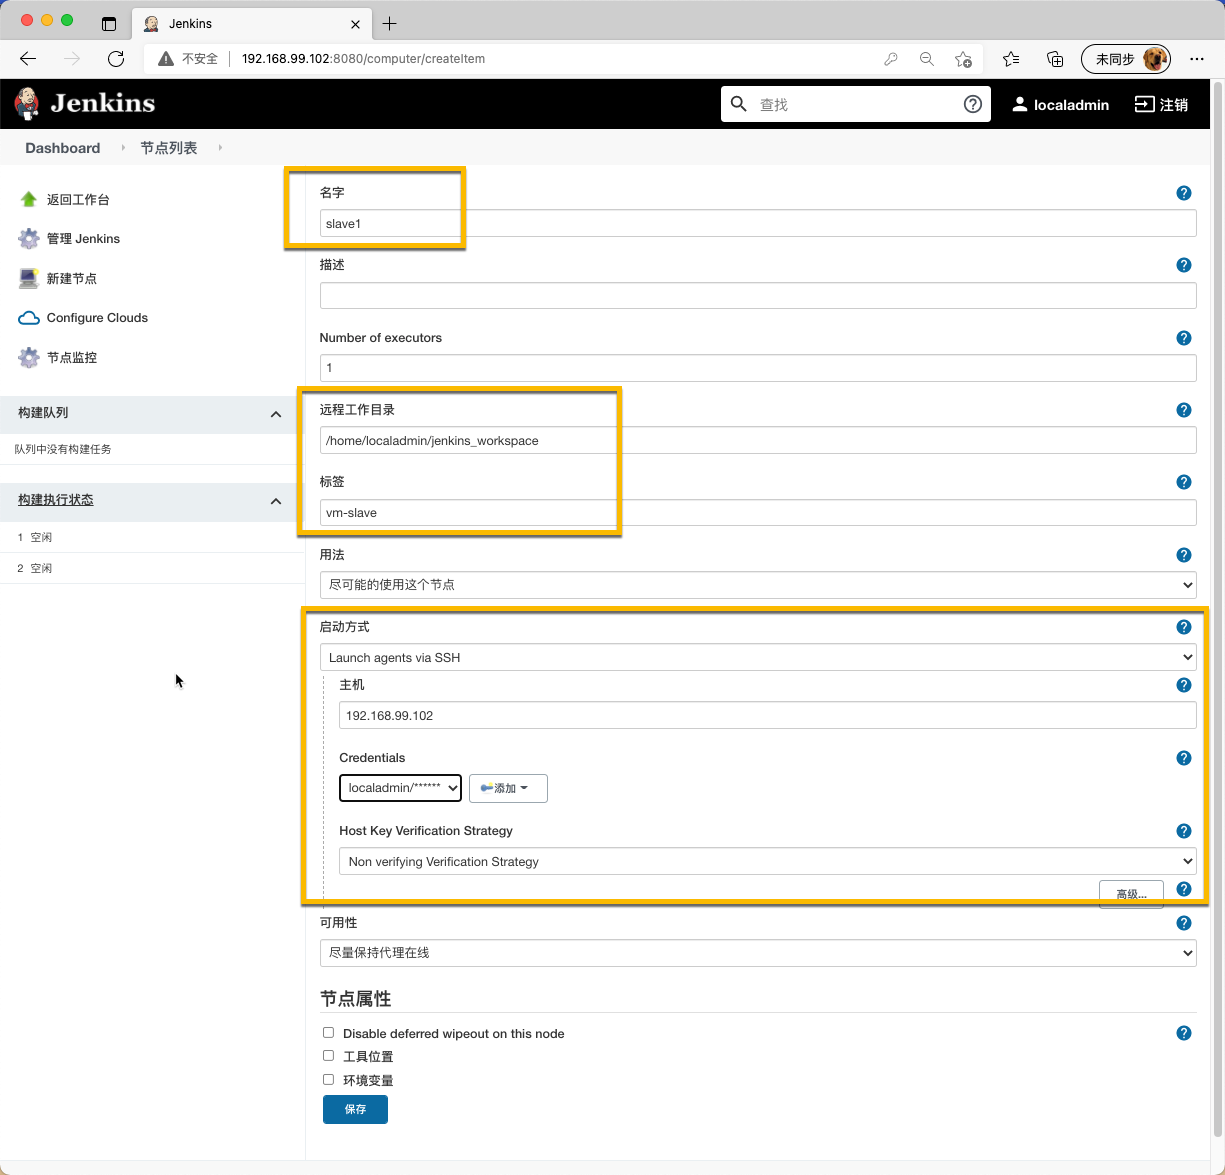 Jenkins
不安全
192.168.99.102:8080/computer/createItem
未同步
Jenkins
查找
localadmin
注销
Dashboard
节点列表
返回工作台
管理 Jenkins
新建节点
Configure Clouds
节点监控
构建队列
队列中没有构建任务
构建执行状态
1 空闲
2 空闲
名字
slave1
描述
Number of executors
1
远程工作目录
/home/localadmin/jenkins_workspace
标签
vm-slave
用法
尽可能的使用这个节点
启动方式
Launch agents via SSH
主机
192.168.99.102
Credentials
localadmin/******
添加
Host Key Verification Strategy
Non verifying Verification Strategy
高级...
可用性
尽量保持代理在线
节点属性
Disable deferred wipeout on this node
工具位置
环境变量
保存